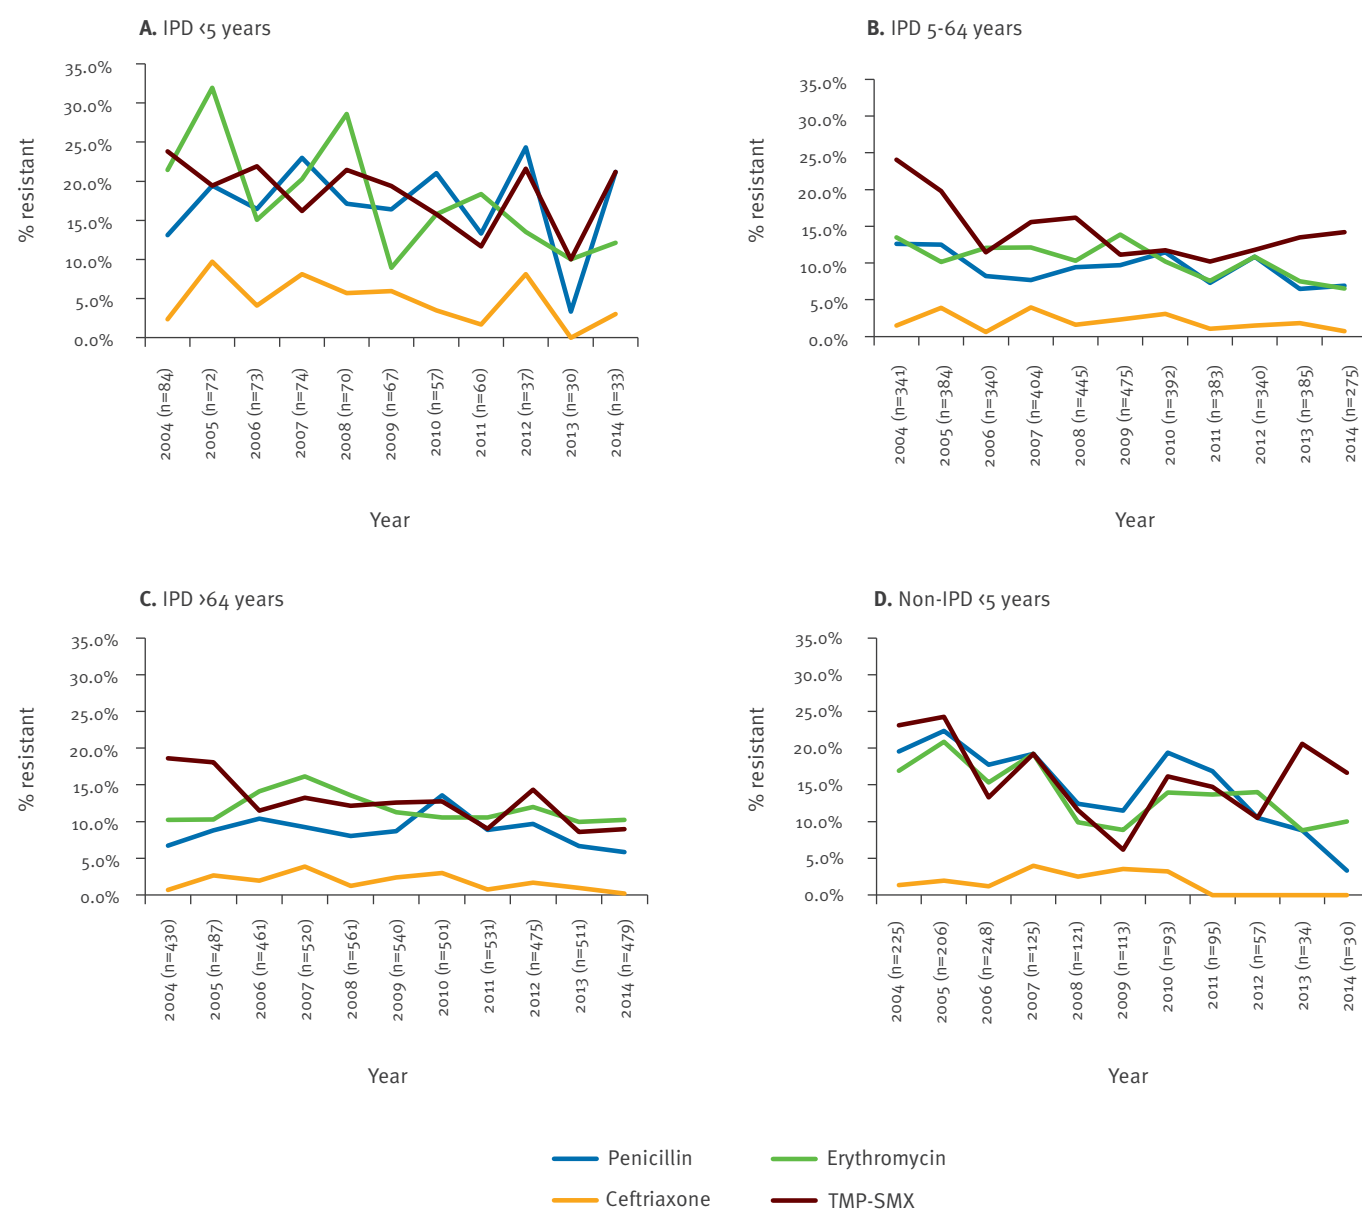 A. IPD <5 years
% resistant
35.0%
30.0%
25.0%
20.0%
15.0%
10.0%
5.0%
0.0%
2004 (n=84)
2005 (n=72)
2006 (n=73)
2007 (n=74)
2008 (n=70)
2009 (n=67)
2010 (n=57)
2011 (n=60)
2012 (n=37)
2013 (n=30)
2014 (n=33)
Year
B. IPD 5-64 years
% resistant
35.0%
30.0%
25.0%
20.0%
15.0%
10.0%
5.0%
0.0%
2004 (n=341)
2005 (n=384)
2006 (n=340)
2007 (n=404)
2008 (n=445)
2009 (n=475)
2010 (n=392)
2011 (n=383)
2012 (n=340)
2013 (n=385)
2014 (n=275)
Year
C. IPD >64 years
% resistant
35.0%
30.0%
25.0%
20.0%
15.0%
10.0%
5.0%
0.0%
2004 (n=430)
2005 (n=487)
2006 (n=461)
2007 (n=520)
2008 (n=561)
2009 (n=540)
2010 (n=501)
2011 (n=531)
2012 (n=475)
2013 (n=511)
2014 (n=479)
Year
D. Non-IPD <5 years
% resistant
35.0%
30.0%
25.0%
20.0%
15.0%
10.0%
5.0%
0.0%
2004 (n=225)
2005 (n=206)
2006 (n=248)
2007 (n=125)
2008 (n=121)
2009 (n=113)
2010 (n=93)
2011 (n=95)
2012 (n=57)
2013 (n=34)
2014 (n=30)
Year
Penicillin
Erythromycin
Ceftriaxone
TMP-SMX